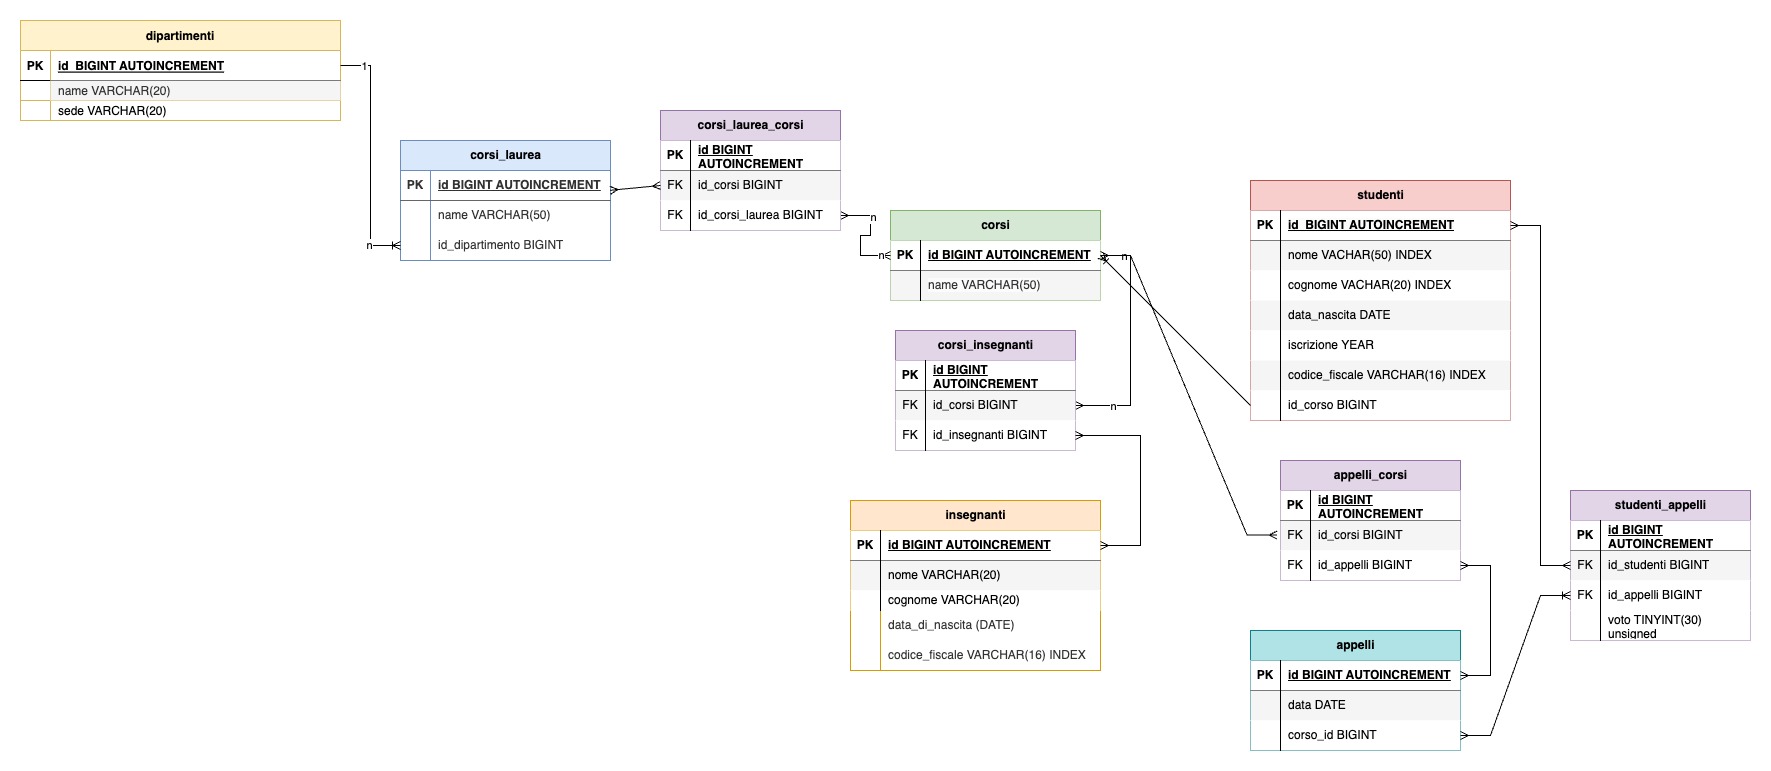 dipartimenti
PK id BIGINT AUTOINCREMENT
name VARCHAR(20)
sede VARCHAR(20)
1
n
corsi_laurea
PK id BIGINT AUTOINCREMENT
name VARCHAR(50)
id_dipartimento BIGINT
corsi_laurea_corsi
PK id BIGINT
AUTOINCREMENT
FK id_corsi BIGINT
FK id_corsi_laurea BIGINT
n
n
corsi
PK id BIGINT AUTOINCREMENT
name VARCHAR(50)
n
corsi_insegnanti
PK id BIGINT
AUTOINCREMENT
FK id_corsi BIGINT
FK id_insegnanti BIGINT
n
insegnanti
PK id BIGINT AUTOINCREMENT
nome VARCHAR(20)
cognome VARCHAR(20)
data_di_nascita (DATE)
codice_fiscale VARCHAR(16) INDEX
studenti
PK id BIGINT AUTOINCREMENT
nome VACHAR(50) INDEX
cognome VACHAR(20) INDEX
data_nascita DATE
iscrizione YEAR
codice_fiscale VARCHAR(16) INDEX
id_corso BIGINT
appelli_corsi
PK id BIGINT
AUTOINCREMENT
FK id_corsi BIGINT
FK id_appelli BIGINT
appelli
PK id BIGINT AUTOINCREMENT
data DATE
corso_id BIGINT
studenti_appelli
PK id BIGINT
AUTOINCREMENT
FK id_studenti BIGINT
FK id_appelli BIGINT
voto TINYINT(30)
unsigned